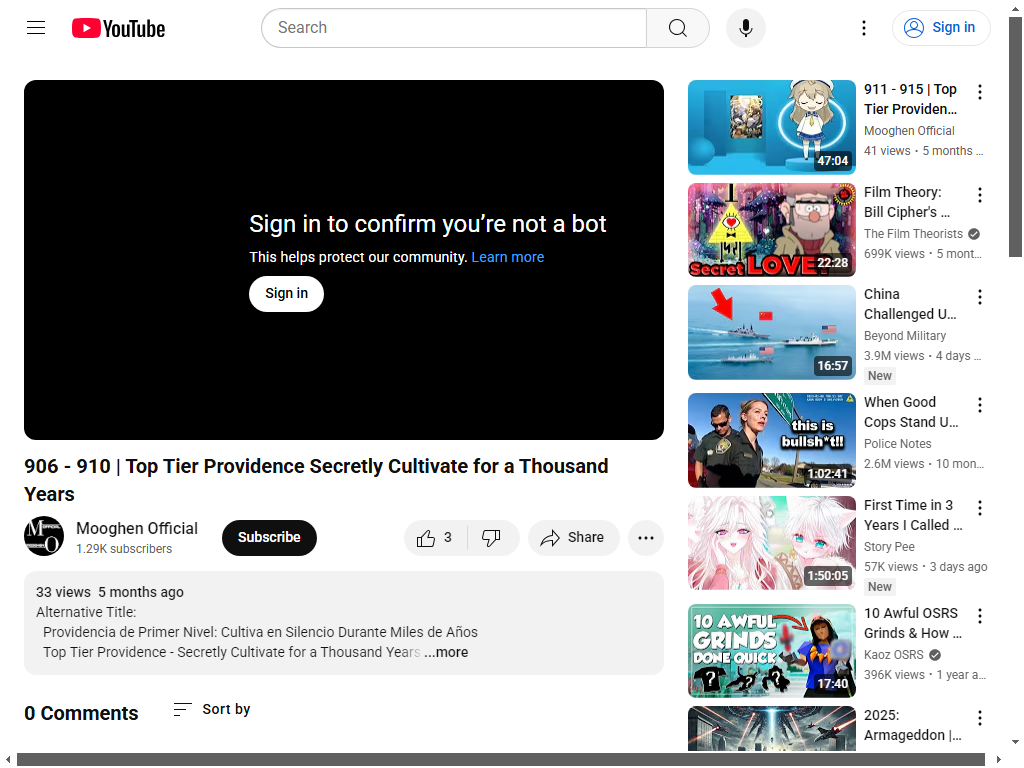 YouTube
Search
Sign in
Sign in to confirm you’re not a bot
This helps protect our community. Learn more
Sign in
906 - 910 | Top Tier Providence Secretly Cultivate for a Thousand
Years
Mooghen Official
1.29K subscribers
Subscribe
3
Share
33 views 5 months ago
Alternative Title:
Providencia de Primer Nivel: Cultiva en Silencio Durante Miles de Años
Top Tier Providence - Secretly Cultivate for a Thousand Years ...more
0 Comments
Sort by
47:04
911 - 915 | Top
Tier Providen...
Mooghen Official
41 views • 5 months ...
Secret LOVE?
22:28
Film Theory:
Bill Cipher's ...
The Film Theorists
699K views • 5 mont...
16:57
China
Challenged U...
Beyond Military
3.9M views • 4 days ...
New
this is
bullsh*t!!
1:02:41
When Good
Cops Stand U...
Police Notes
2.6M views • 10 mon...
1:50:05
First Time in 3
Years I Called ...
Story Pee
57K views • 3 days ago
New
10 AWFUL
GRINDS
DONE QUICK
17:40
10 Awful OSRS
Grinds & How ...
Kaoz OSRS
396K views • 1 year a...
2025:
Armageddon |...